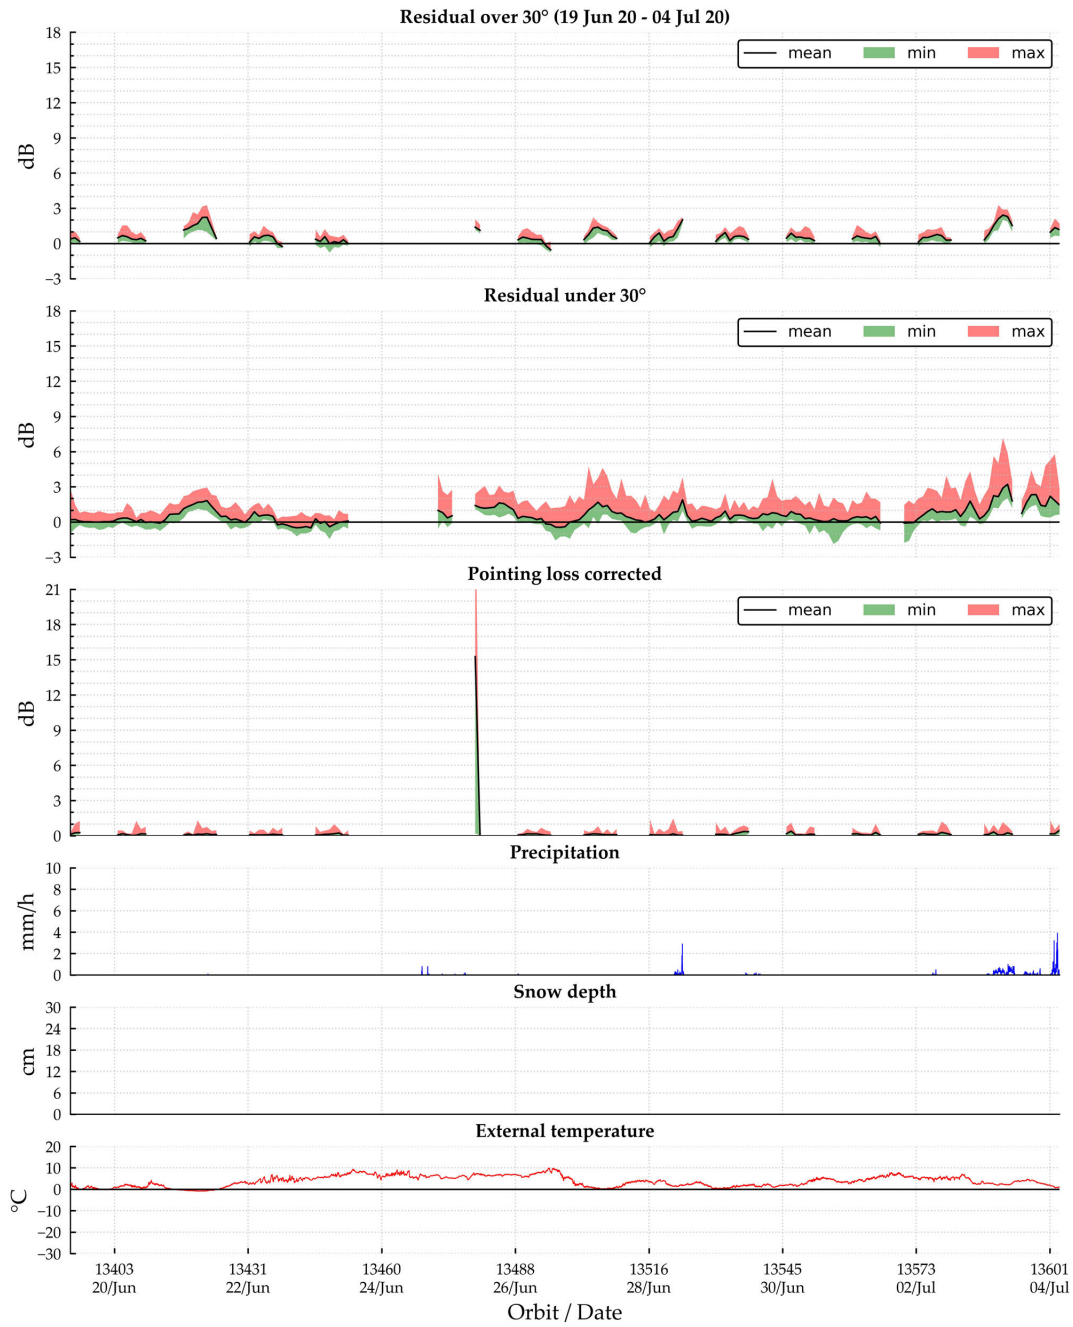 Residual over 30° (19 Jun 20 - 04 Jul 20)
18
15
12
9
6
3
0
−3
dB
mean min max
Residual under 30°
18
15
12
9
6
3
0
−3
dB
mean min max
Pointing loss corrected
21
18
15
12
9
6
3
0
dB
mean min max
Precipitation
10
8
6
4
2
0
mm/h
Snow depth
30
24
18
12
6
0
cm
External temperature
20
10
0
−10
−20
−30
°C
13403 13431 13460 13488 13516 13545 13573 13601
20/Jun 22/Jun 24/Jun 26/Jun 28/Jun 30/Jun 02/Jul 04/Jul
Orbit / Date